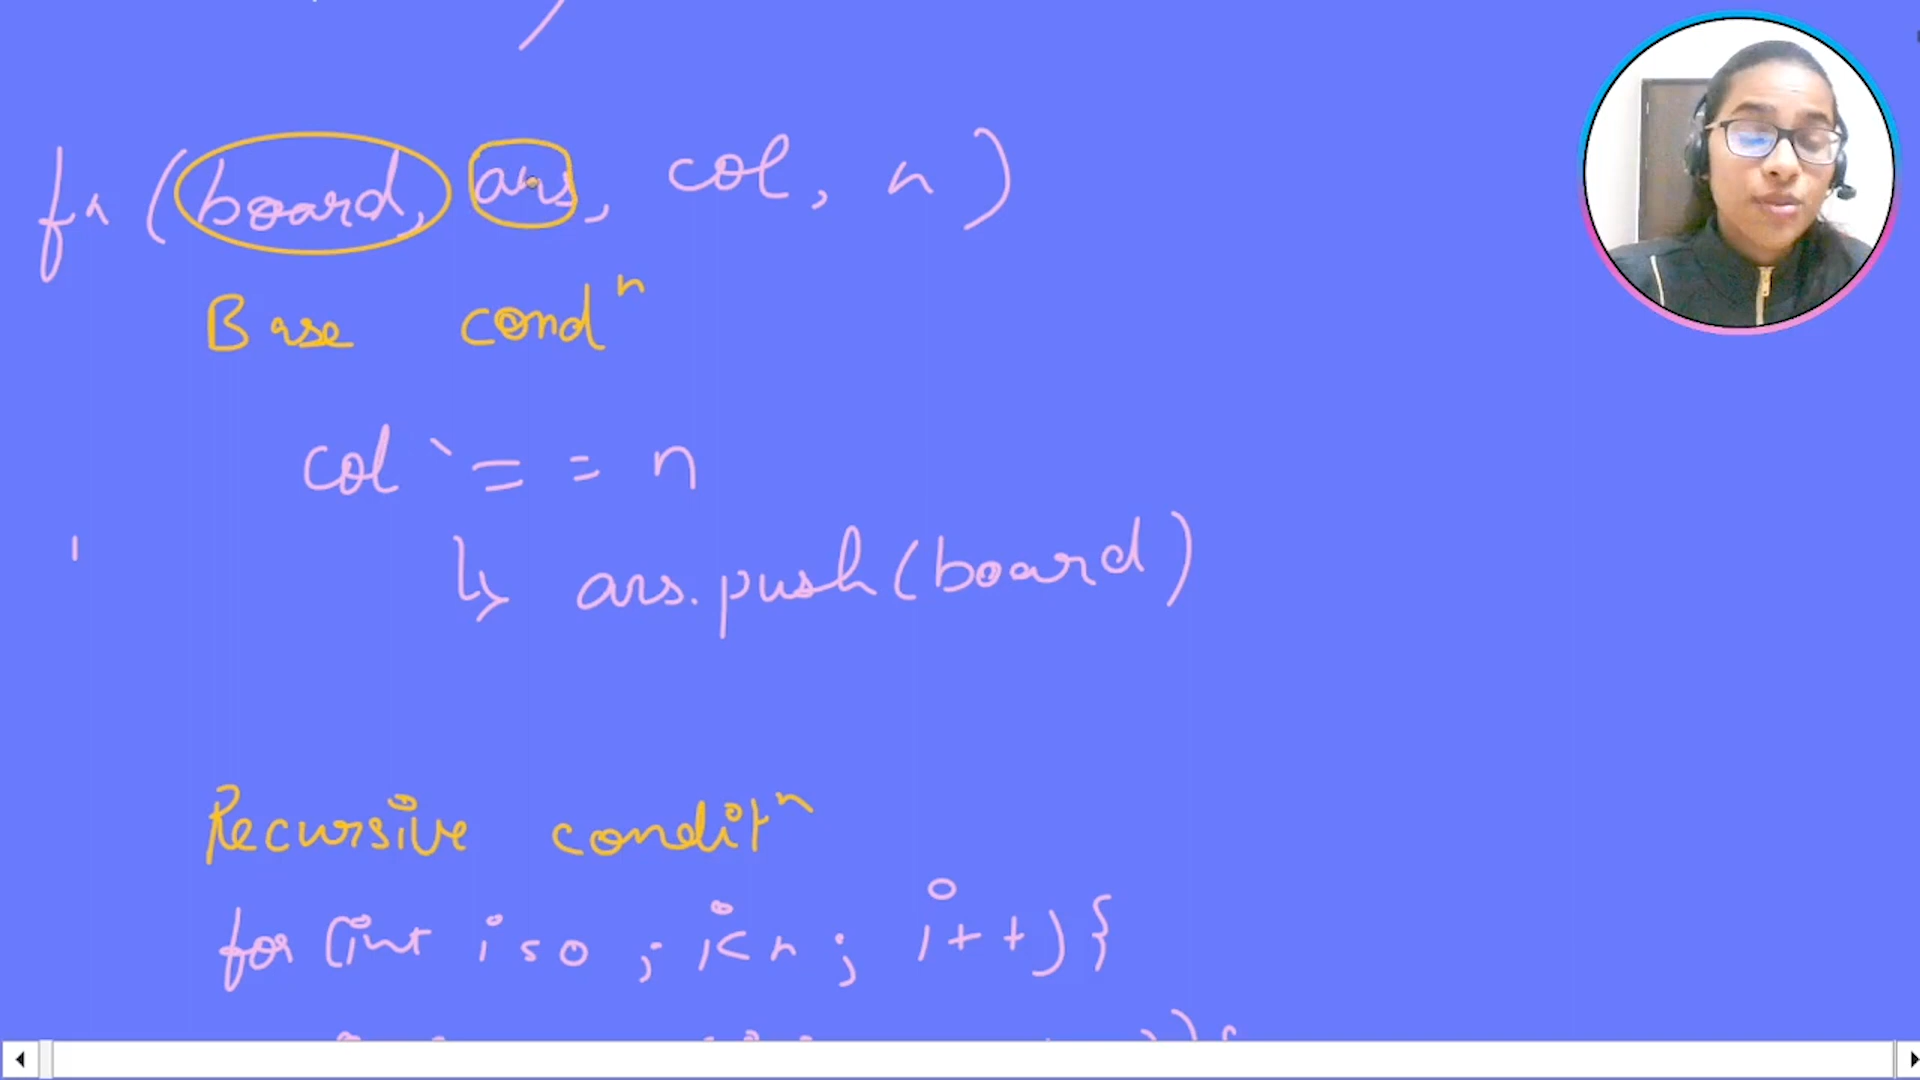 fn (board, ans, col, n)
Base condⁿ
col == n
↳ ans.push(board)
Recursive conditⁿ
for (int i=0 ; i<n ; i++){